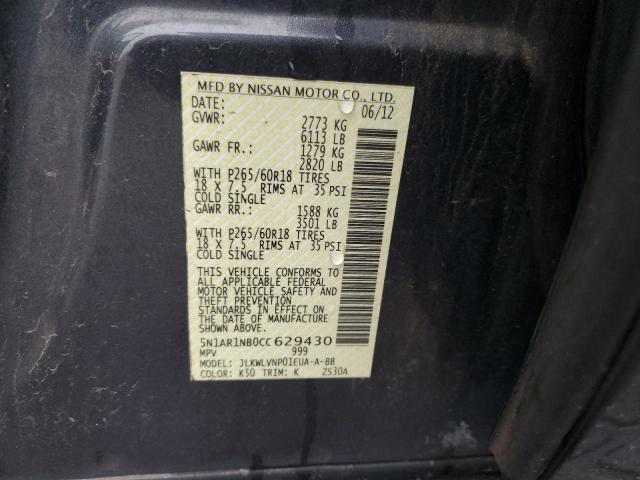 MFD BY NISSAN MOTOR CO., LTD.
DATE: 06/12
GVWR: 2773 KG
6113 LB
GAWR FR.: 1279 KG
2820 LB
WITH P265/60R18 TIRES
18 X 7.5 RIMS AT 35 PSI
COLD SINGLE
GAWR RR.: 1588 KG
3501 LB
WITH P265/60R18 TIRES
18 X 7.5 RIMS AT 35 PSI
COLD SINGLE
THIS VEHICLE CONFORMS TO
ALL APPLICABLE FEDERAL
MOTOR VEHICLE SAFETY AND
THEFT PREVENTION
STANDARDS IN EFFECT ON
THE DATE OF MANUFACTURE
SHOWN ABOVE.
5N1AR1NB0CC629430
MPV 999
MODEL: JLKWLVNP01EUA-A-BB
COLOR: K50 TRIM: K ZS30A